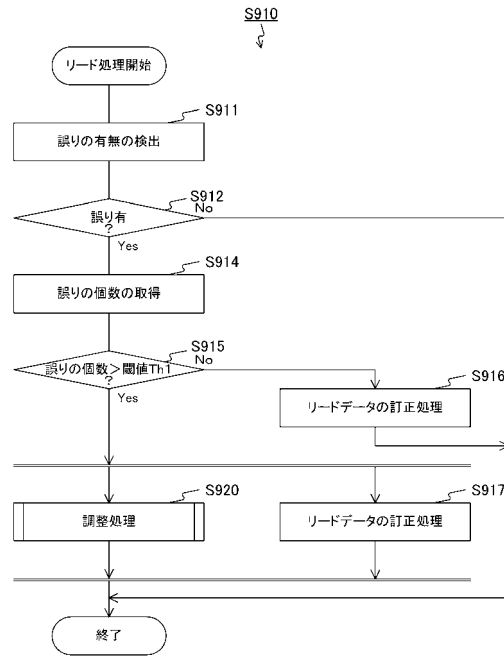 S910
リード処理開始
S911
誤りの有無の検出
S912
誤り有
?
No
Yes
S914
誤りの個数の取得
S915
誤りの個数＞閾値Th1
?
No
Yes
S916
リードデータの訂正処理
S920
調整処理
S917
リードデータの訂正処理
終了